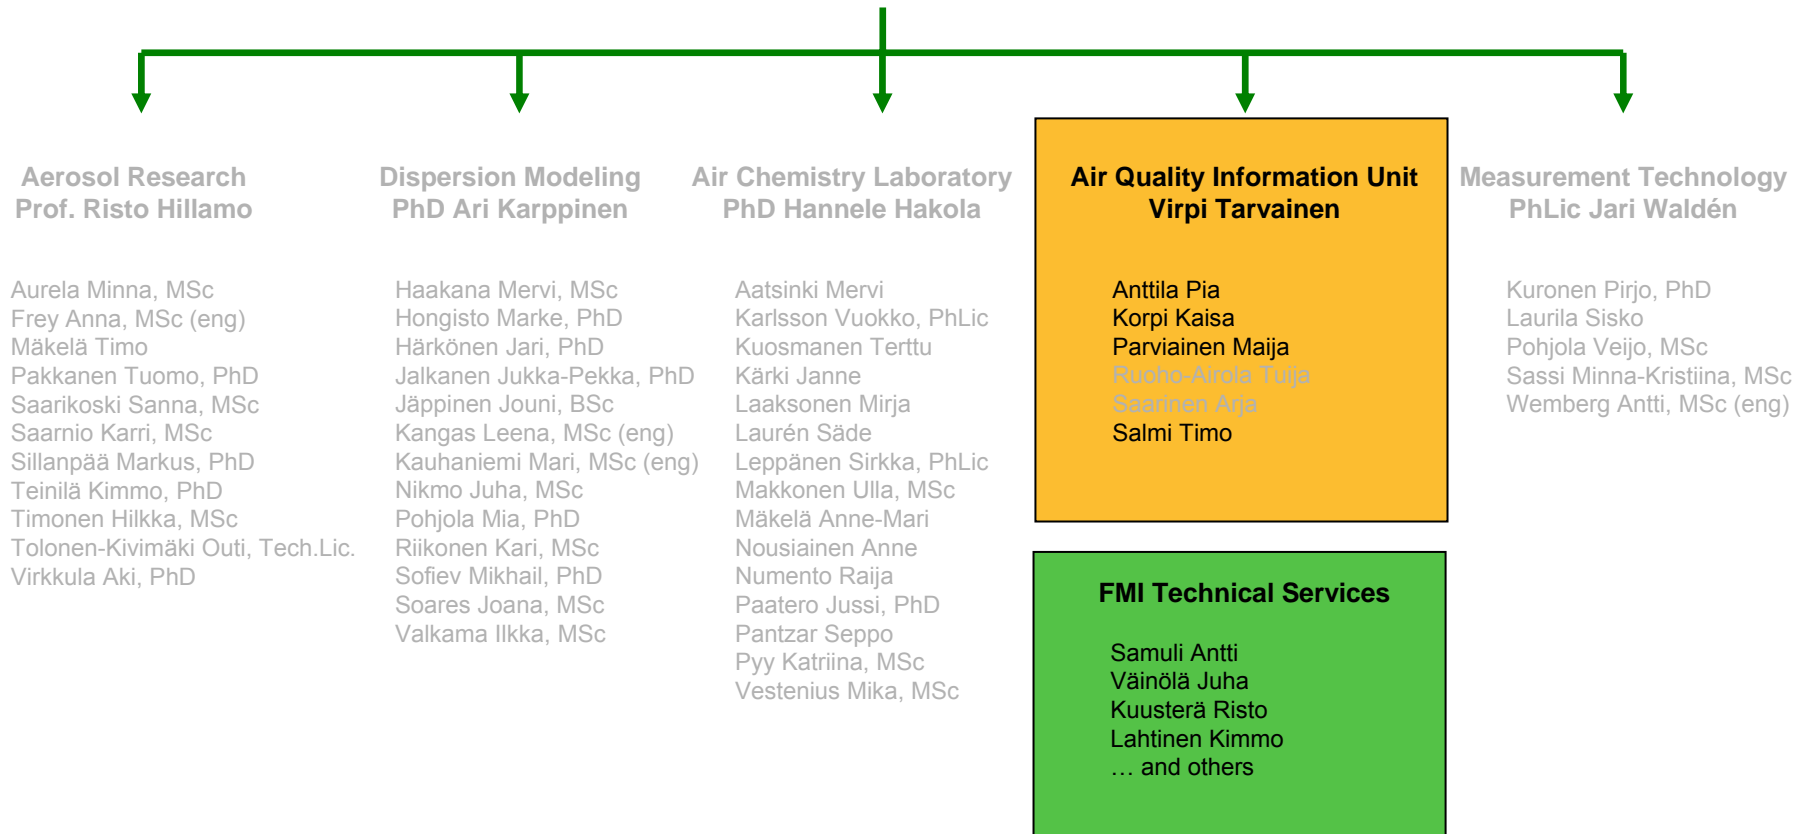 Aerosol Research
Prof. Risto Hillamo
Aurela Minna, MSc
Frey Anna, MSc (eng)
Mäkelä Timo
Pakkanen Tuomo, PhD
Saarikoski Sanna, MSc
Saarnio Karri, MSc
Sillanpää Markus, PhD
Teinilä Kimmo, PhD
Timonen Hilkka, MSc
Tolonen-Kivimäki Outi, Tech.Lic.
Virkkula Aki, PhD
Dispersion Modeling
PhD Ari Karppinen
Haakana Mervi, MSc
Hongisto Marke, PhD
Härkönen Jari, PhD
Jalkanen Jukka-Pekka, PhD
Jäppinen Jouni, BSc
Kangas Leena, MSc (eng)
Kauhaniemi Mari, MSc (eng)
Nikmo Juha, MSc
Pohjola Mia, PhD
Riikonen Kari, MSc
Sofiev Mikhail, PhD
Soares Joana, MSc
Valkama Ilkka, MSc
Air Chemistry Laboratory
PhD Hannele Hakola
Aatsinki Mervi
Karlsson Vuokko, PhLic
Kuosmanen Terttu
Kärki Janne
Laaksonen Mirja
Laurén Säde
Leppänen Sirkka, PhLic
Makkonen Ulla, MSc
Mäkelä Anne-Mari
Nousiainen Anne
Numento Raija
Paatero Jussi, PhD
Pantzar Seppo
Pyy Katriina, MSc
Vestenius Mika, MSc
Air Quality Information Unit
Virpi Tarvainen
Anttila Pia
Korpi Kaisa
Parviainen Maija
Ruoho-Airola Tuija
Saarinen Arja
Salmi Timo
FMI Technical Services
Samuli Antti
Väinölä Juha
Kuusterä Risto
Lahtinen Kimmo
… and others
Measurement Technology
PhLic Jari Waldén
Kuronen Pirjo, PhD
Laurila Sisko
Pohjola Veijo, MSc
Sassi Minna-Kristiina, MSc
Wemberg Antti, MSc (eng)